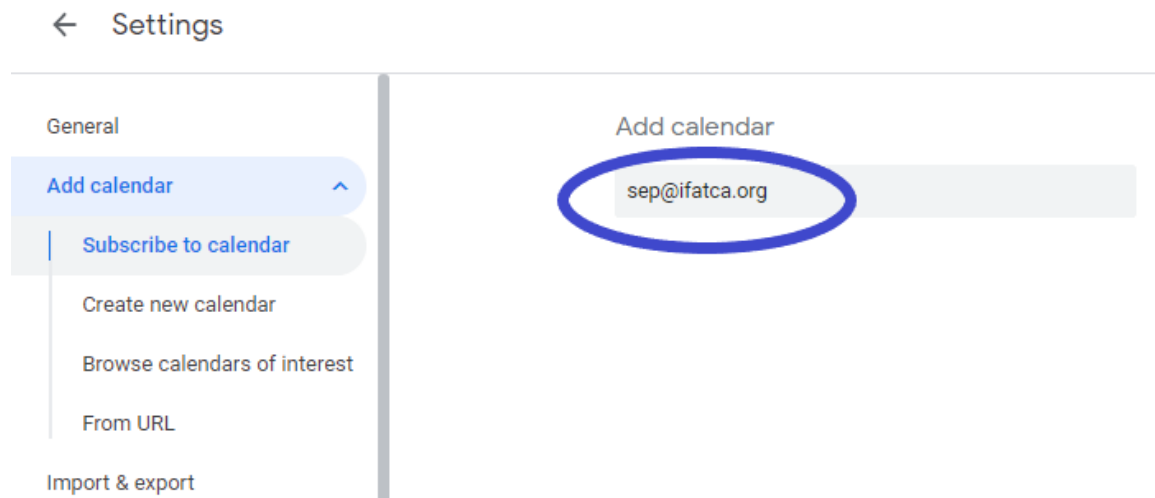 Settings
General
Add calendar
Subscribe to calendar
Create new calendar
Browse calendars of interest
From URL
Import & export
Add calendar
sep@ifatca.org